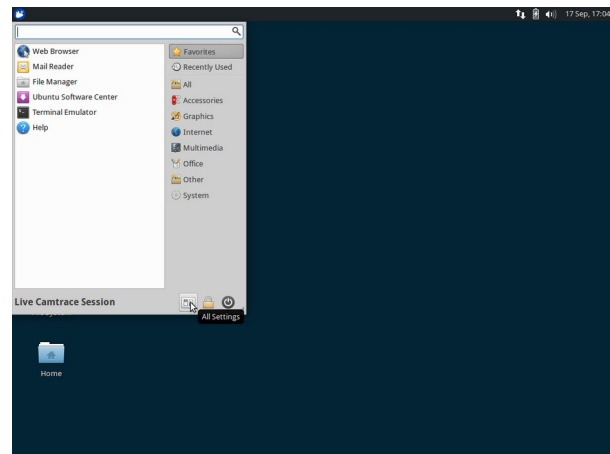 17 Sep, 17:04
Web Browser
Mail Reader
File Manager
Ubuntu Software Center
Terminal Emulator
Help
Favorites
Recently Used
All
Accessories
Graphics
Internet
Multimedia
Office
Other
System
Live Camtrace Session
All Settings
Home